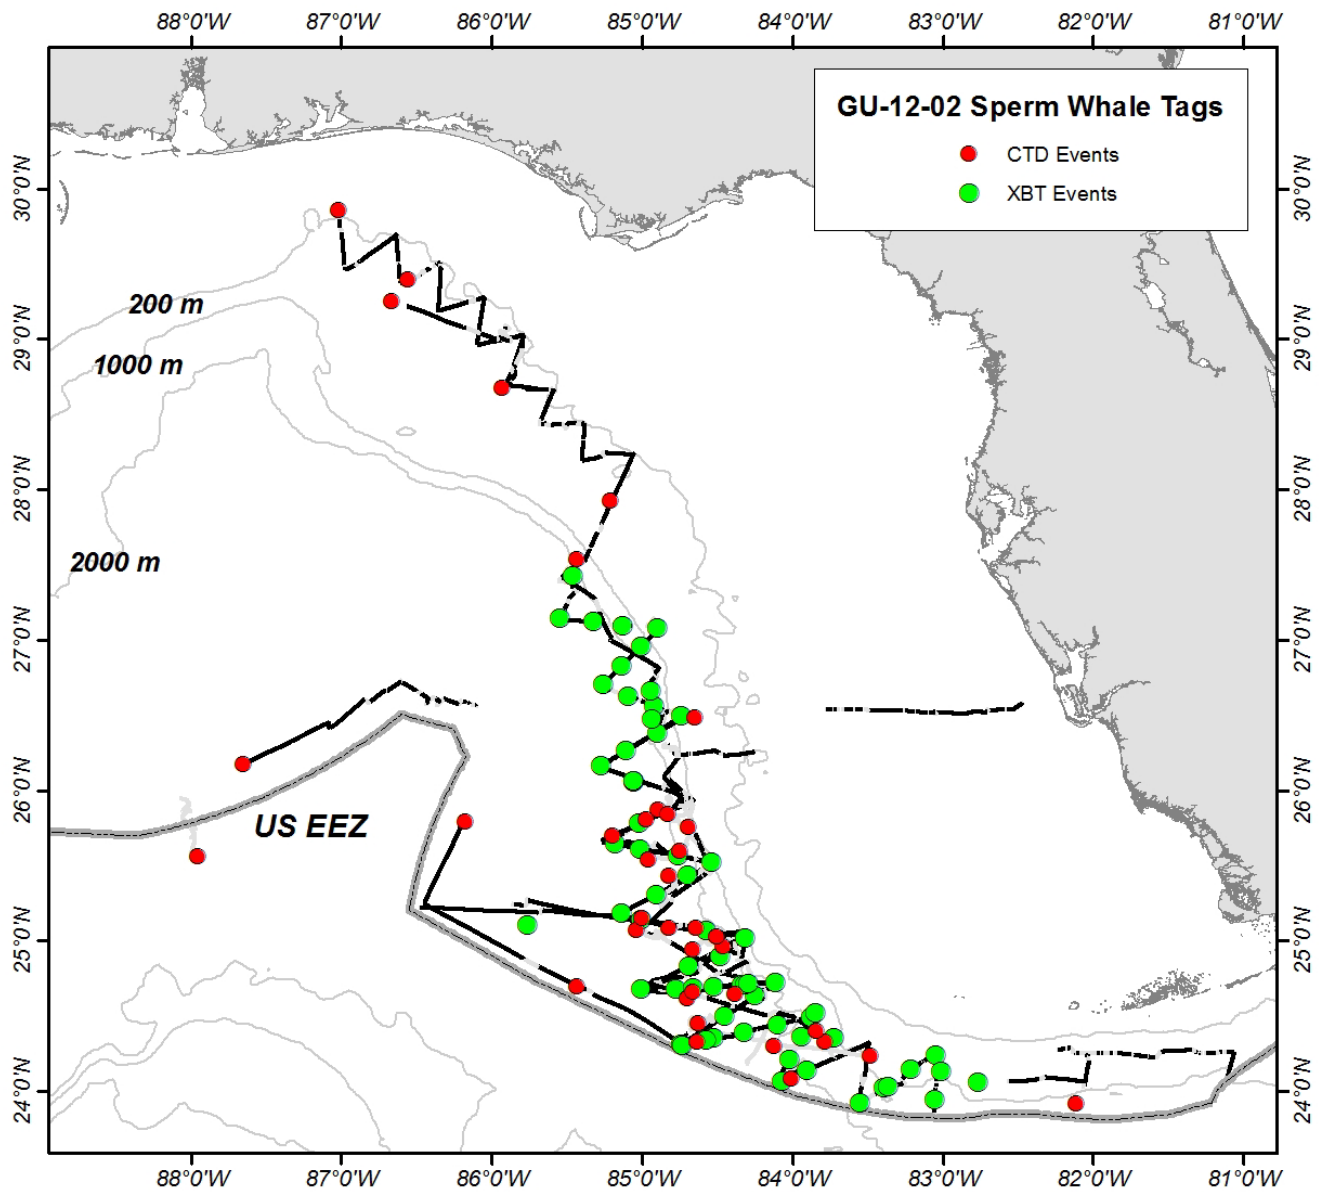 88°0'W 87°0'W 86°0'W 85°0'W 84°0'W 83°0'W 82°0'W 81°0'W
GU-12-02 Sperm Whale Tags
CTD Events
XBT Events
30°0'N 30°0'N
200 m
29°0'N 29°0'N
1000 m
28°0'N 28°0'N
2000 m
27°0'N 27°0'N
26°0'N 26°0'N
US EEZ
25°0'N 25°0'N
24°0'N 24°0'N
88°0'W 87°0'W 86°0'W 85°0'W 84°0'W 83°0'W 82°0'W 81°0'W